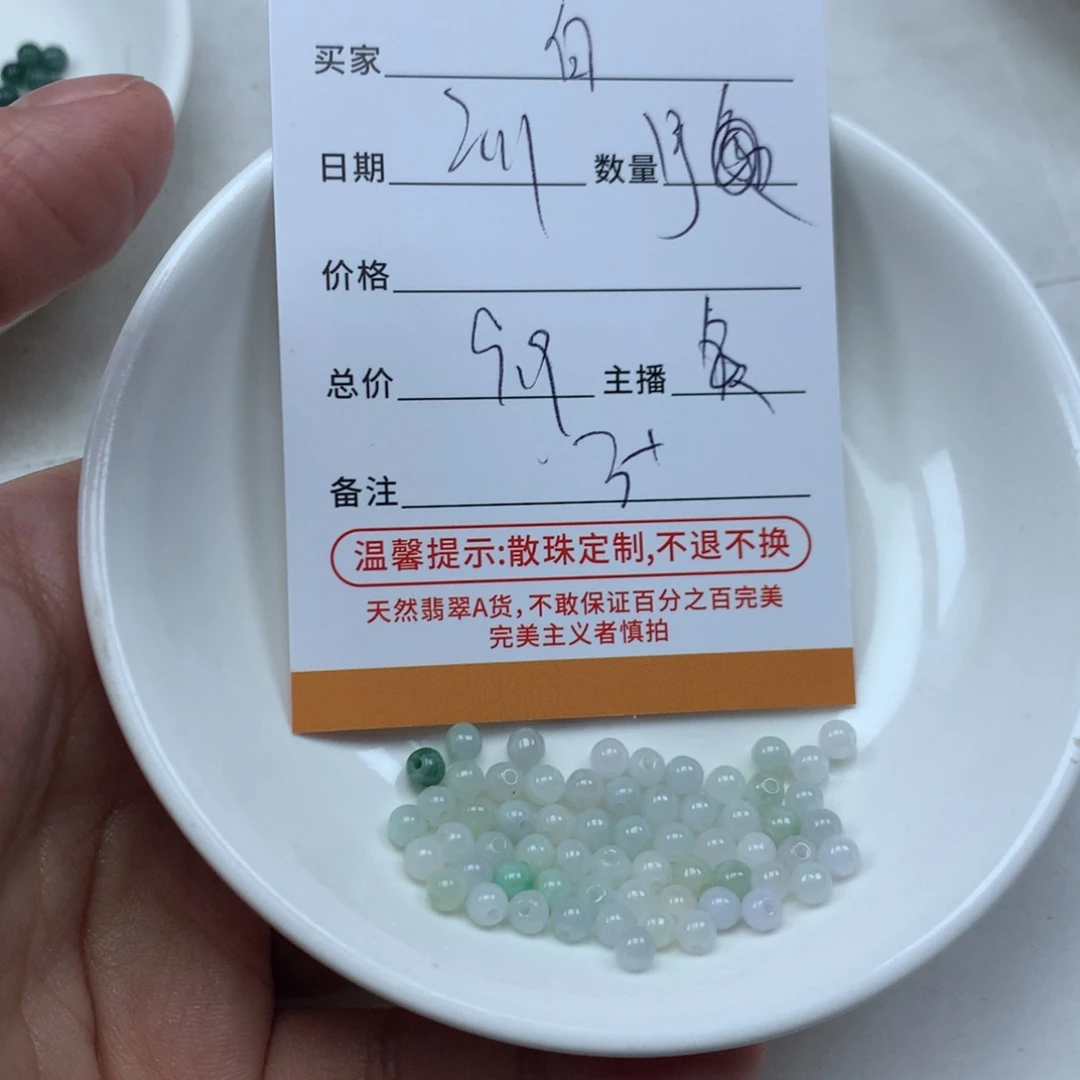 买家 白
日期 数量
价格
总价 主播
备注 3+
温馨提示:散珠定制,不退不换
天然翡翠A货,不敢保证百分之百完美
完美主义者慎拍